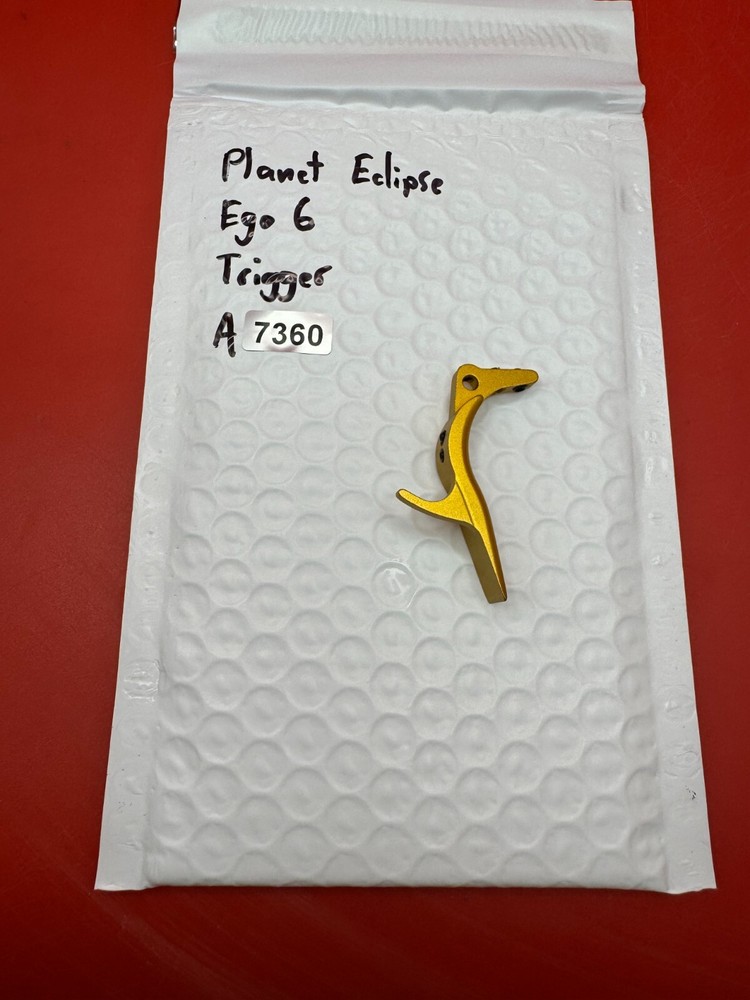 Planet Eclipse
Ego 6
Trigger
A 7360